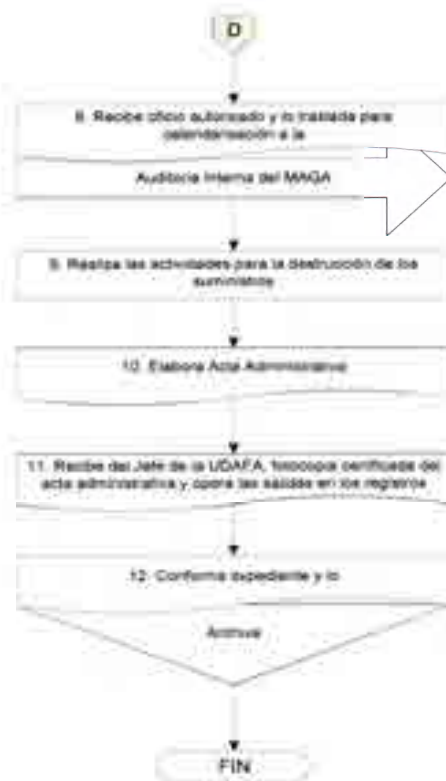 D
8. Recibe oficio autorizado y lo traslada para
calendarización a la
Auditoría Interna del MAGA
9. Realiza las actividades para la destrucción de los
suministros
10. Elabora Acta Administrativa
11. Recibe del Jefe de la UDAFA, fotocopia certificada del
acta administrativa y opera las salidas en los registros
12. Conforma expediente y lo
Archiva
FIN